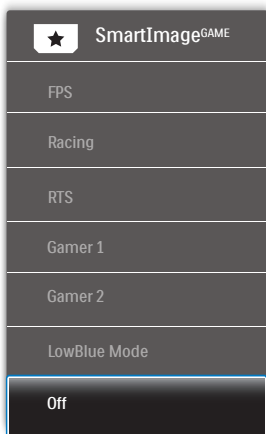 SmartImageGAME
FPS
Racing
RTS
Gamer 1
Gamer 2
LowBlue Mode
Off